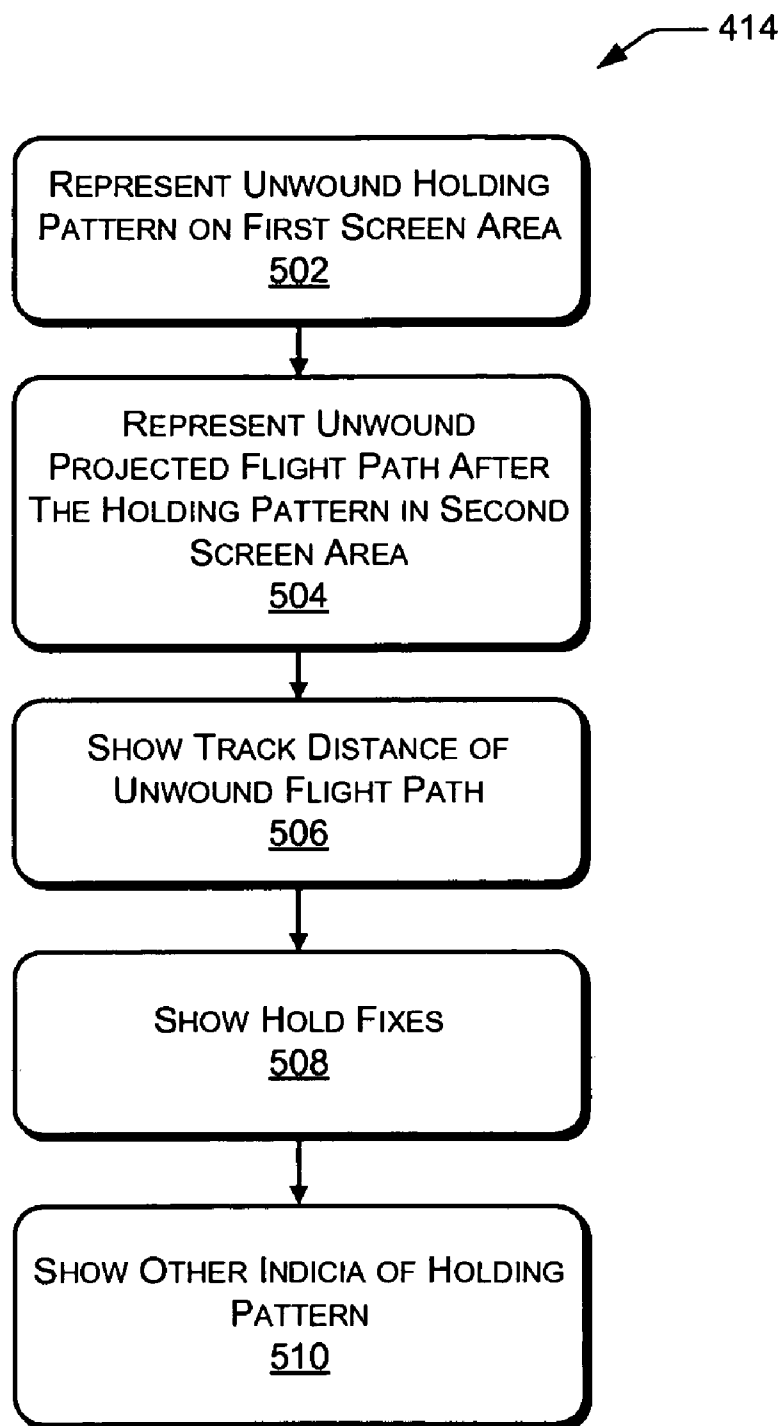 414
REPRESENT UNWOUND HOLDING
PATTERN ON FIRST SCREEN AREA
502
REPRESENT UNWOUND
PROJECTED FLIGHT PATH AFTER
THE HOLDING PATTERN IN SECOND
SCREEN AREA
504
SHOW TRACK DISTANCE OF
UNWOUND FLIGHT PATH
506
SHOW HOLD FIXES
508
SHOW OTHER INDICIA OF HOLDING
PATTERN
510